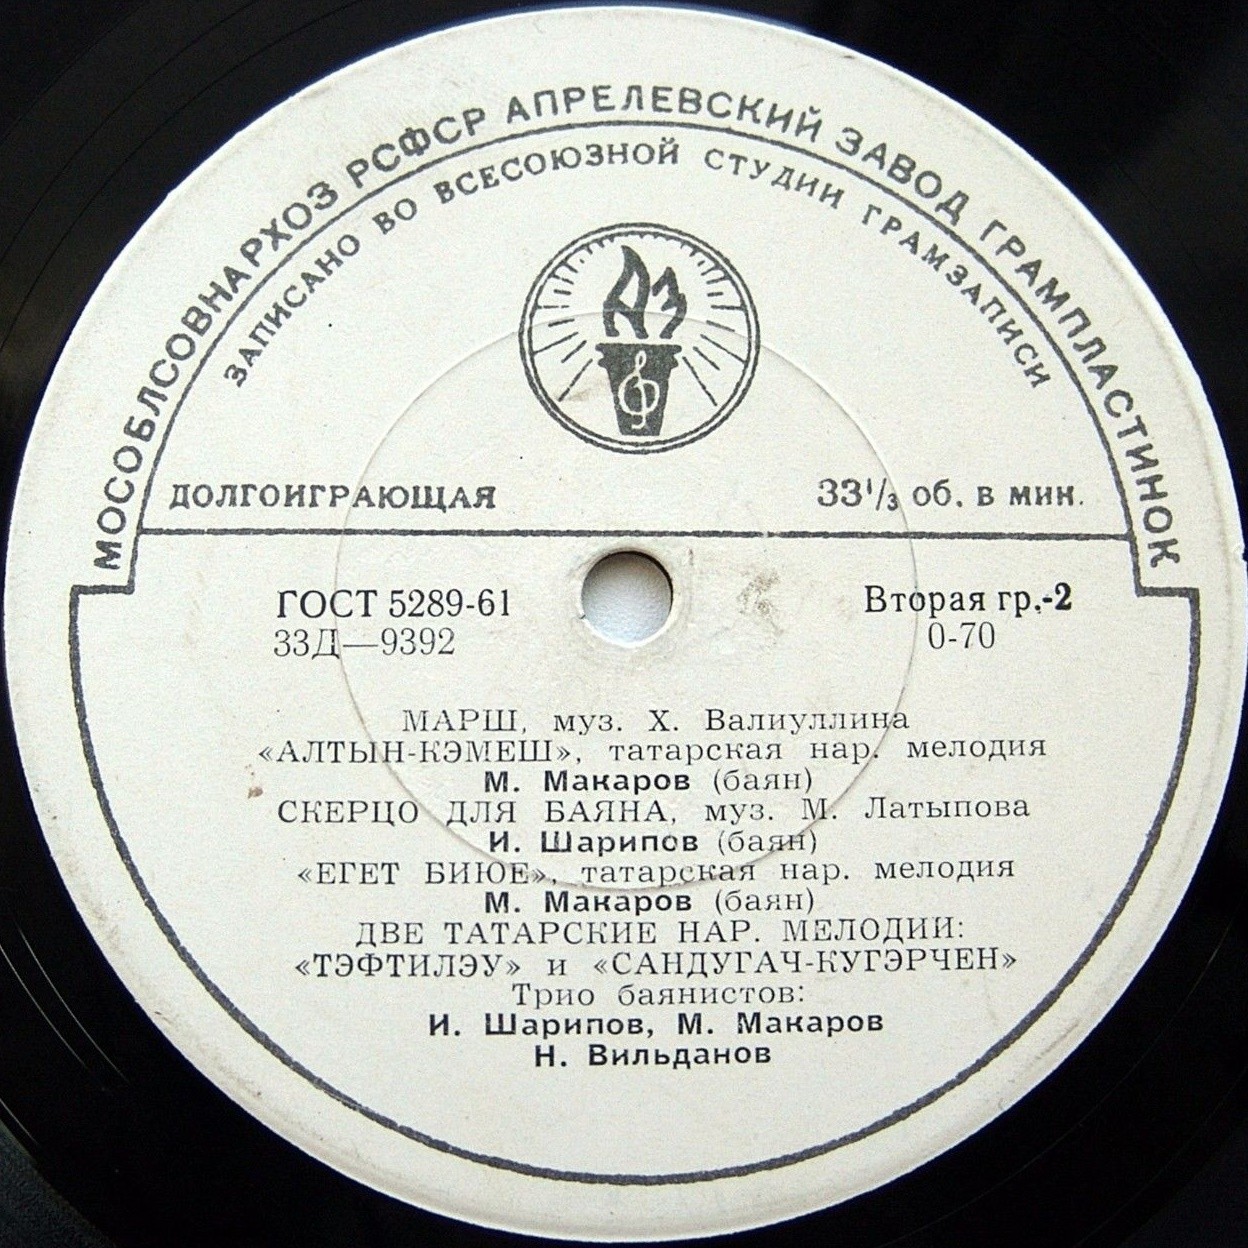 МОСОБЛСОВНАРХОЗ РСФСР АПРЕЛЕВСКИЙ ЗАВОД ГРАМПЛАСТИНОК
ЗАПИСАНО ВО ВСЕСОЮЗНОЙ СТУДИИ ГРАМЗАПИСИ
АЗ
ДОЛГОИГРАЮЩАЯ 33⅓ об. в мин.
ГОСТ 5289-61 Вторая гр.-2
33Д—9392 0-70
МАРШ, муз. Х. Валиуллина
«АЛТЫН-КЭМЕШ», татарская нар. мелодия
М. Макаров (баян)
СКЕРЦО ДЛЯ БАЯНА, муз. М. Латыпова
И. Шарипов (баян)
«ЕГЕТ БИЮЕ», татарская нар. мелодия
М. Макаров (баян)
ДВЕ ТАТАРСКИЕ НАР. МЕЛОДИИ:
«ТЭФТИЛЭУ» и «САНДУГАЧ-КУГЭРЧЕН»
Трио баянистов:
И. Шарипов, М. Макаров
Н. Вильданов